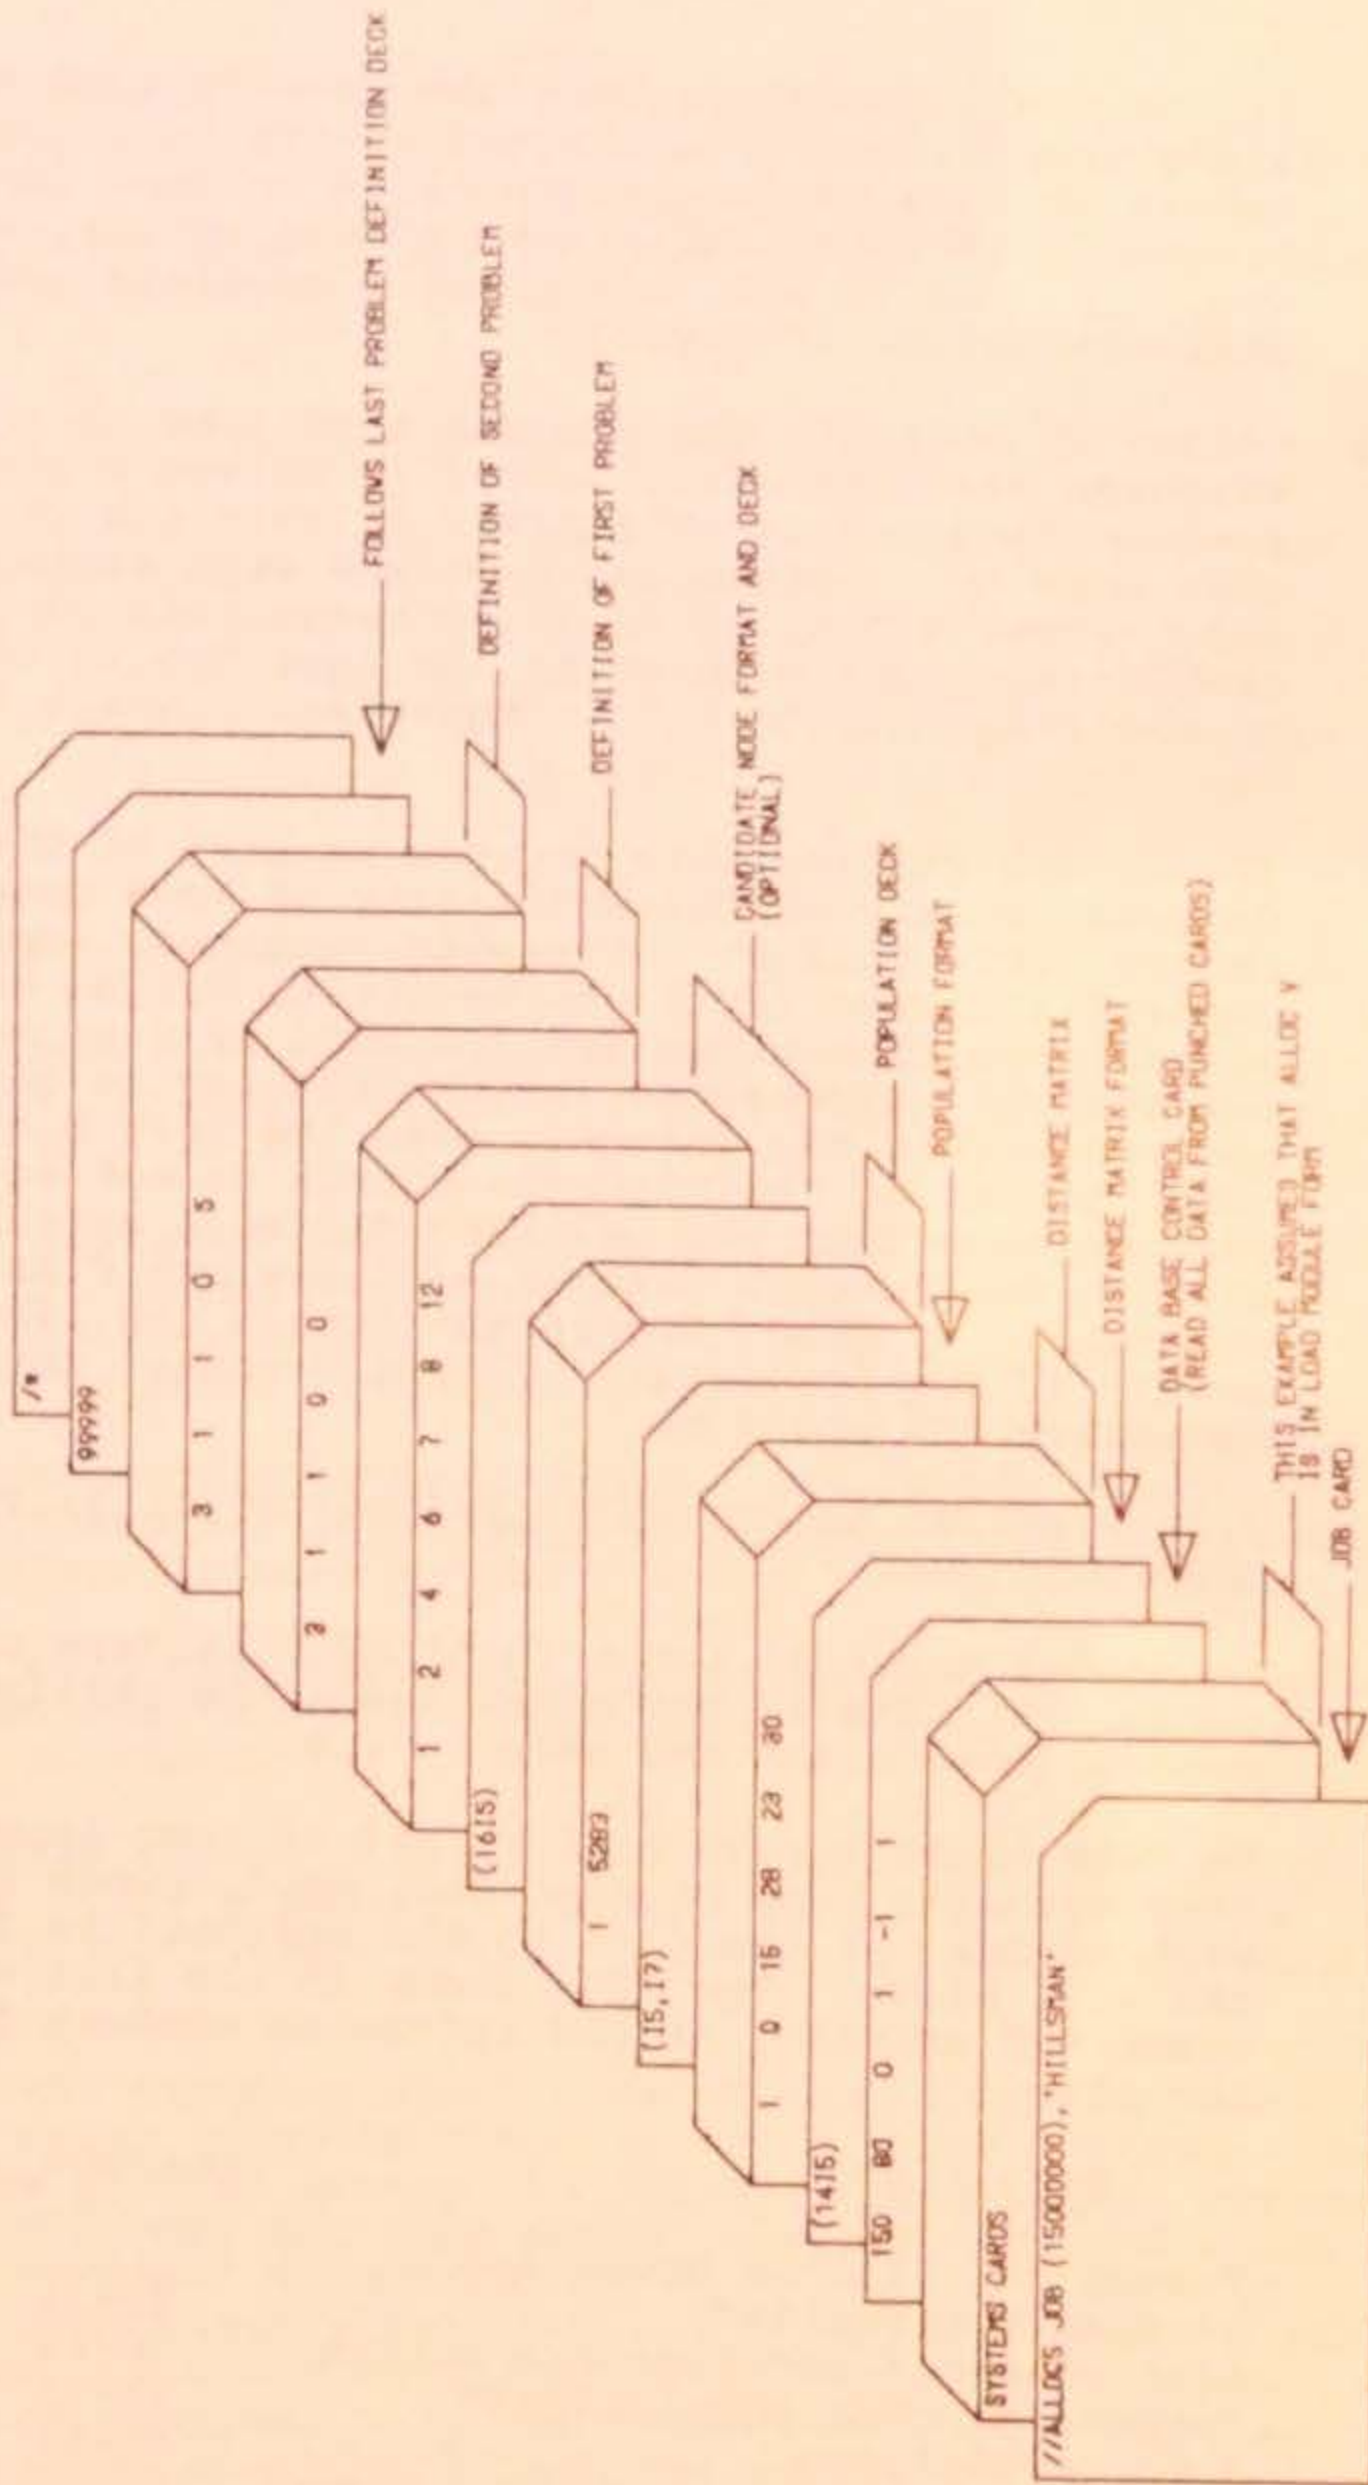 /*
99999
FOLLOWS LAST PROBLEM DEFINITION DECK
3 1 1 0 5
DEFINITION OF SECOND PROBLEM
3 1 1 0 0
DEFINITION OF FIRST PROBLEM
1 2 4 6 7 8 12
(16I5)
CANDIDATE NODE FORMAT AND DECK
(OPTIONAL)
1 5283
POPULATION DECK
(I5,I7)
POPULATION FORMAT
1 0 15 28 23 30
DISTANCE MATRIX
(14I5)
DISTANCE MATRIX FORMAT
150 80 0 1 -1 1
DATA BASE CONTROL CARD
(READ ALL DATA FROM PUNCHED CARDS)
SYSTEMS CARDS
THIS EXAMPLE ASSUMED THAT ALLOC V
IS IN LOAD MODULE FORM
//ALLOCS JOB (15000000),'HILLSMAN'
JOB CARD